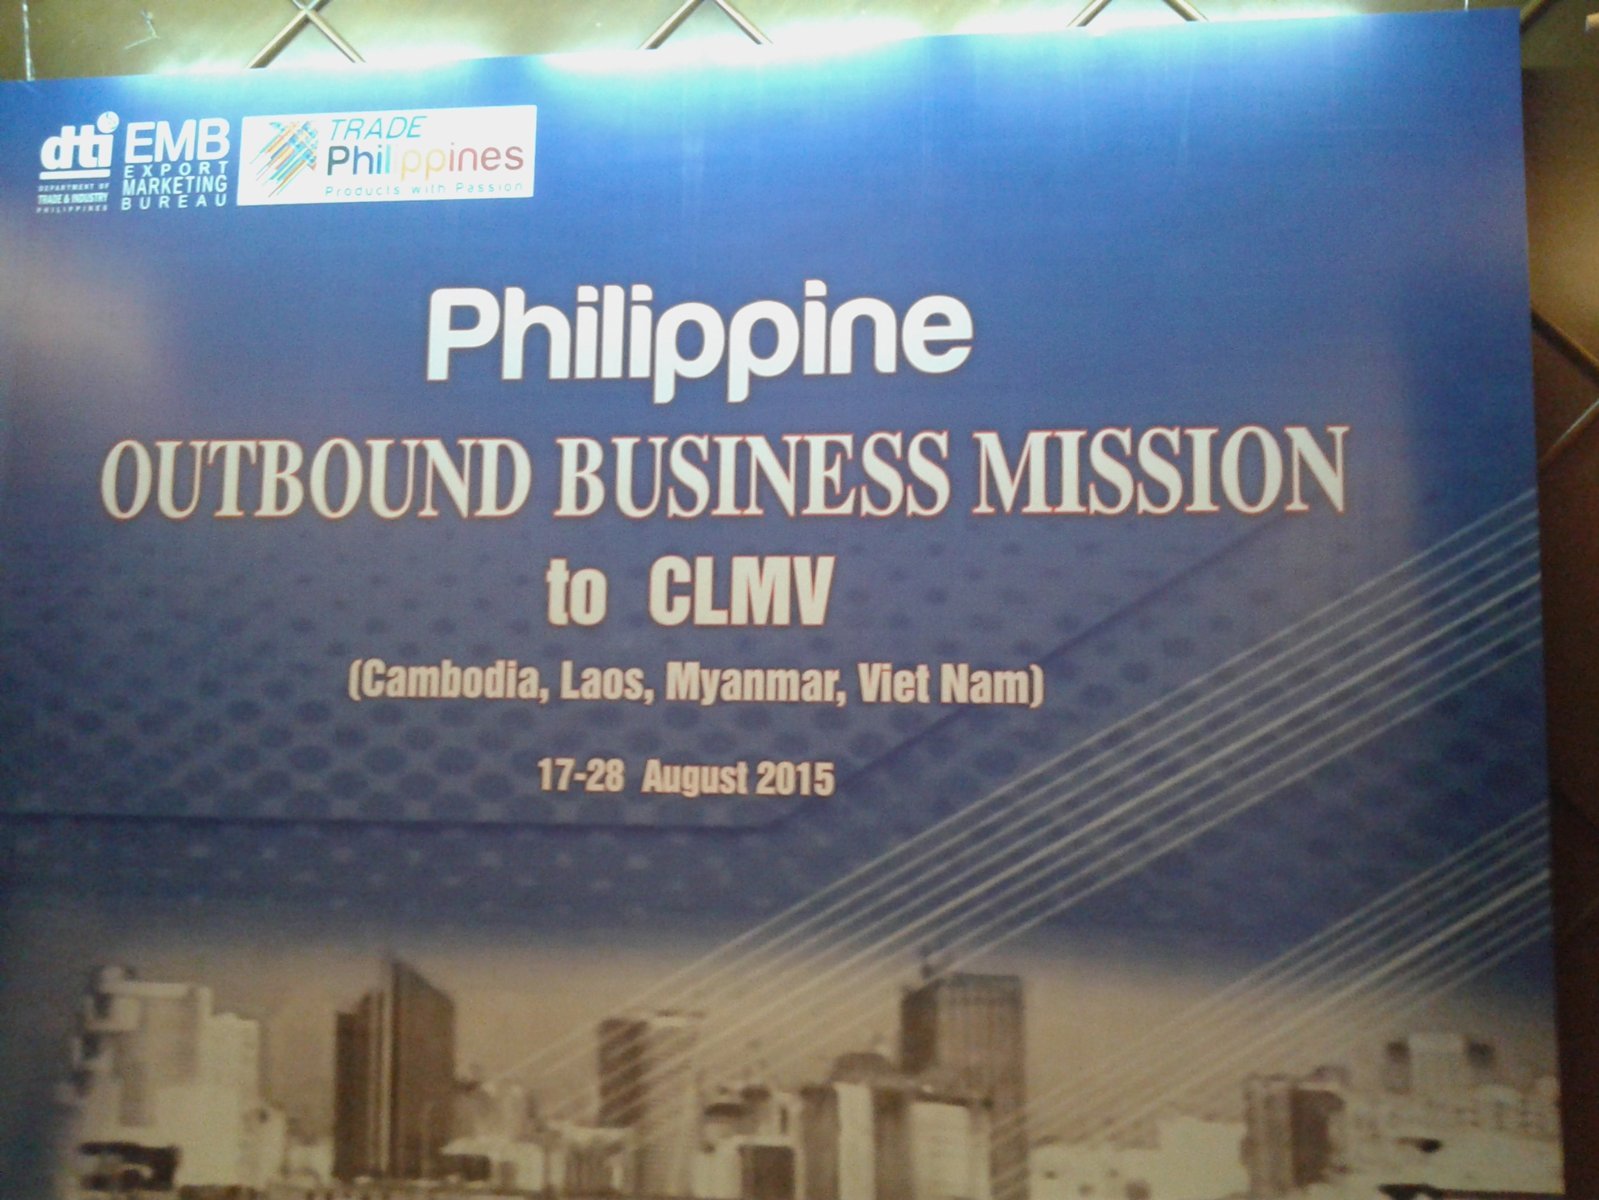 dti
DEPARTMENT OF
TRADE & INDUSTRY
PHILIPPINES
EMB
EXPORT
MARKETING
BUREAU
TRADE
Philippines
Products with Passion
Philippine
OUTBOUND BUSINESS MISSION
to CLMV
(Cambodia, Laos, Myanmar, Viet Nam)
17-28 August 2015